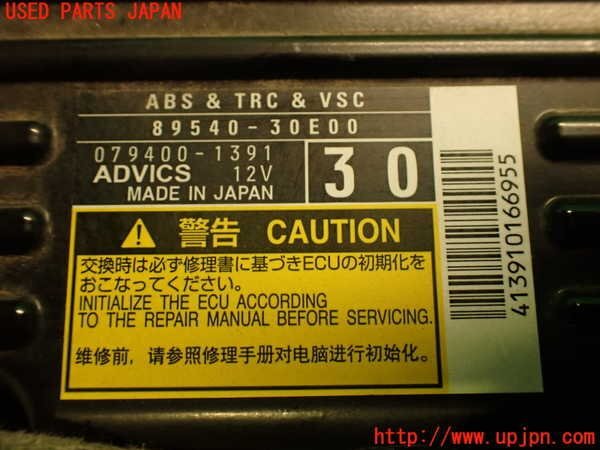 USED PARTS JAPAN
ABS & TRC & VSC
89540-30E00
079400-1391
ADVICS 12V
MADE IN JAPAN
30
413910166955
警告 CAUTION
交換時は必ず修理書に基づきECUの初期化を
おこなってください。
INITIALIZE THE ECU ACCORDING
TO THE REPAIR MANUAL BEFORE SERVICING.
维修前，请参照修理手册对电脑进行初始化。
http://www.upjpn.com/